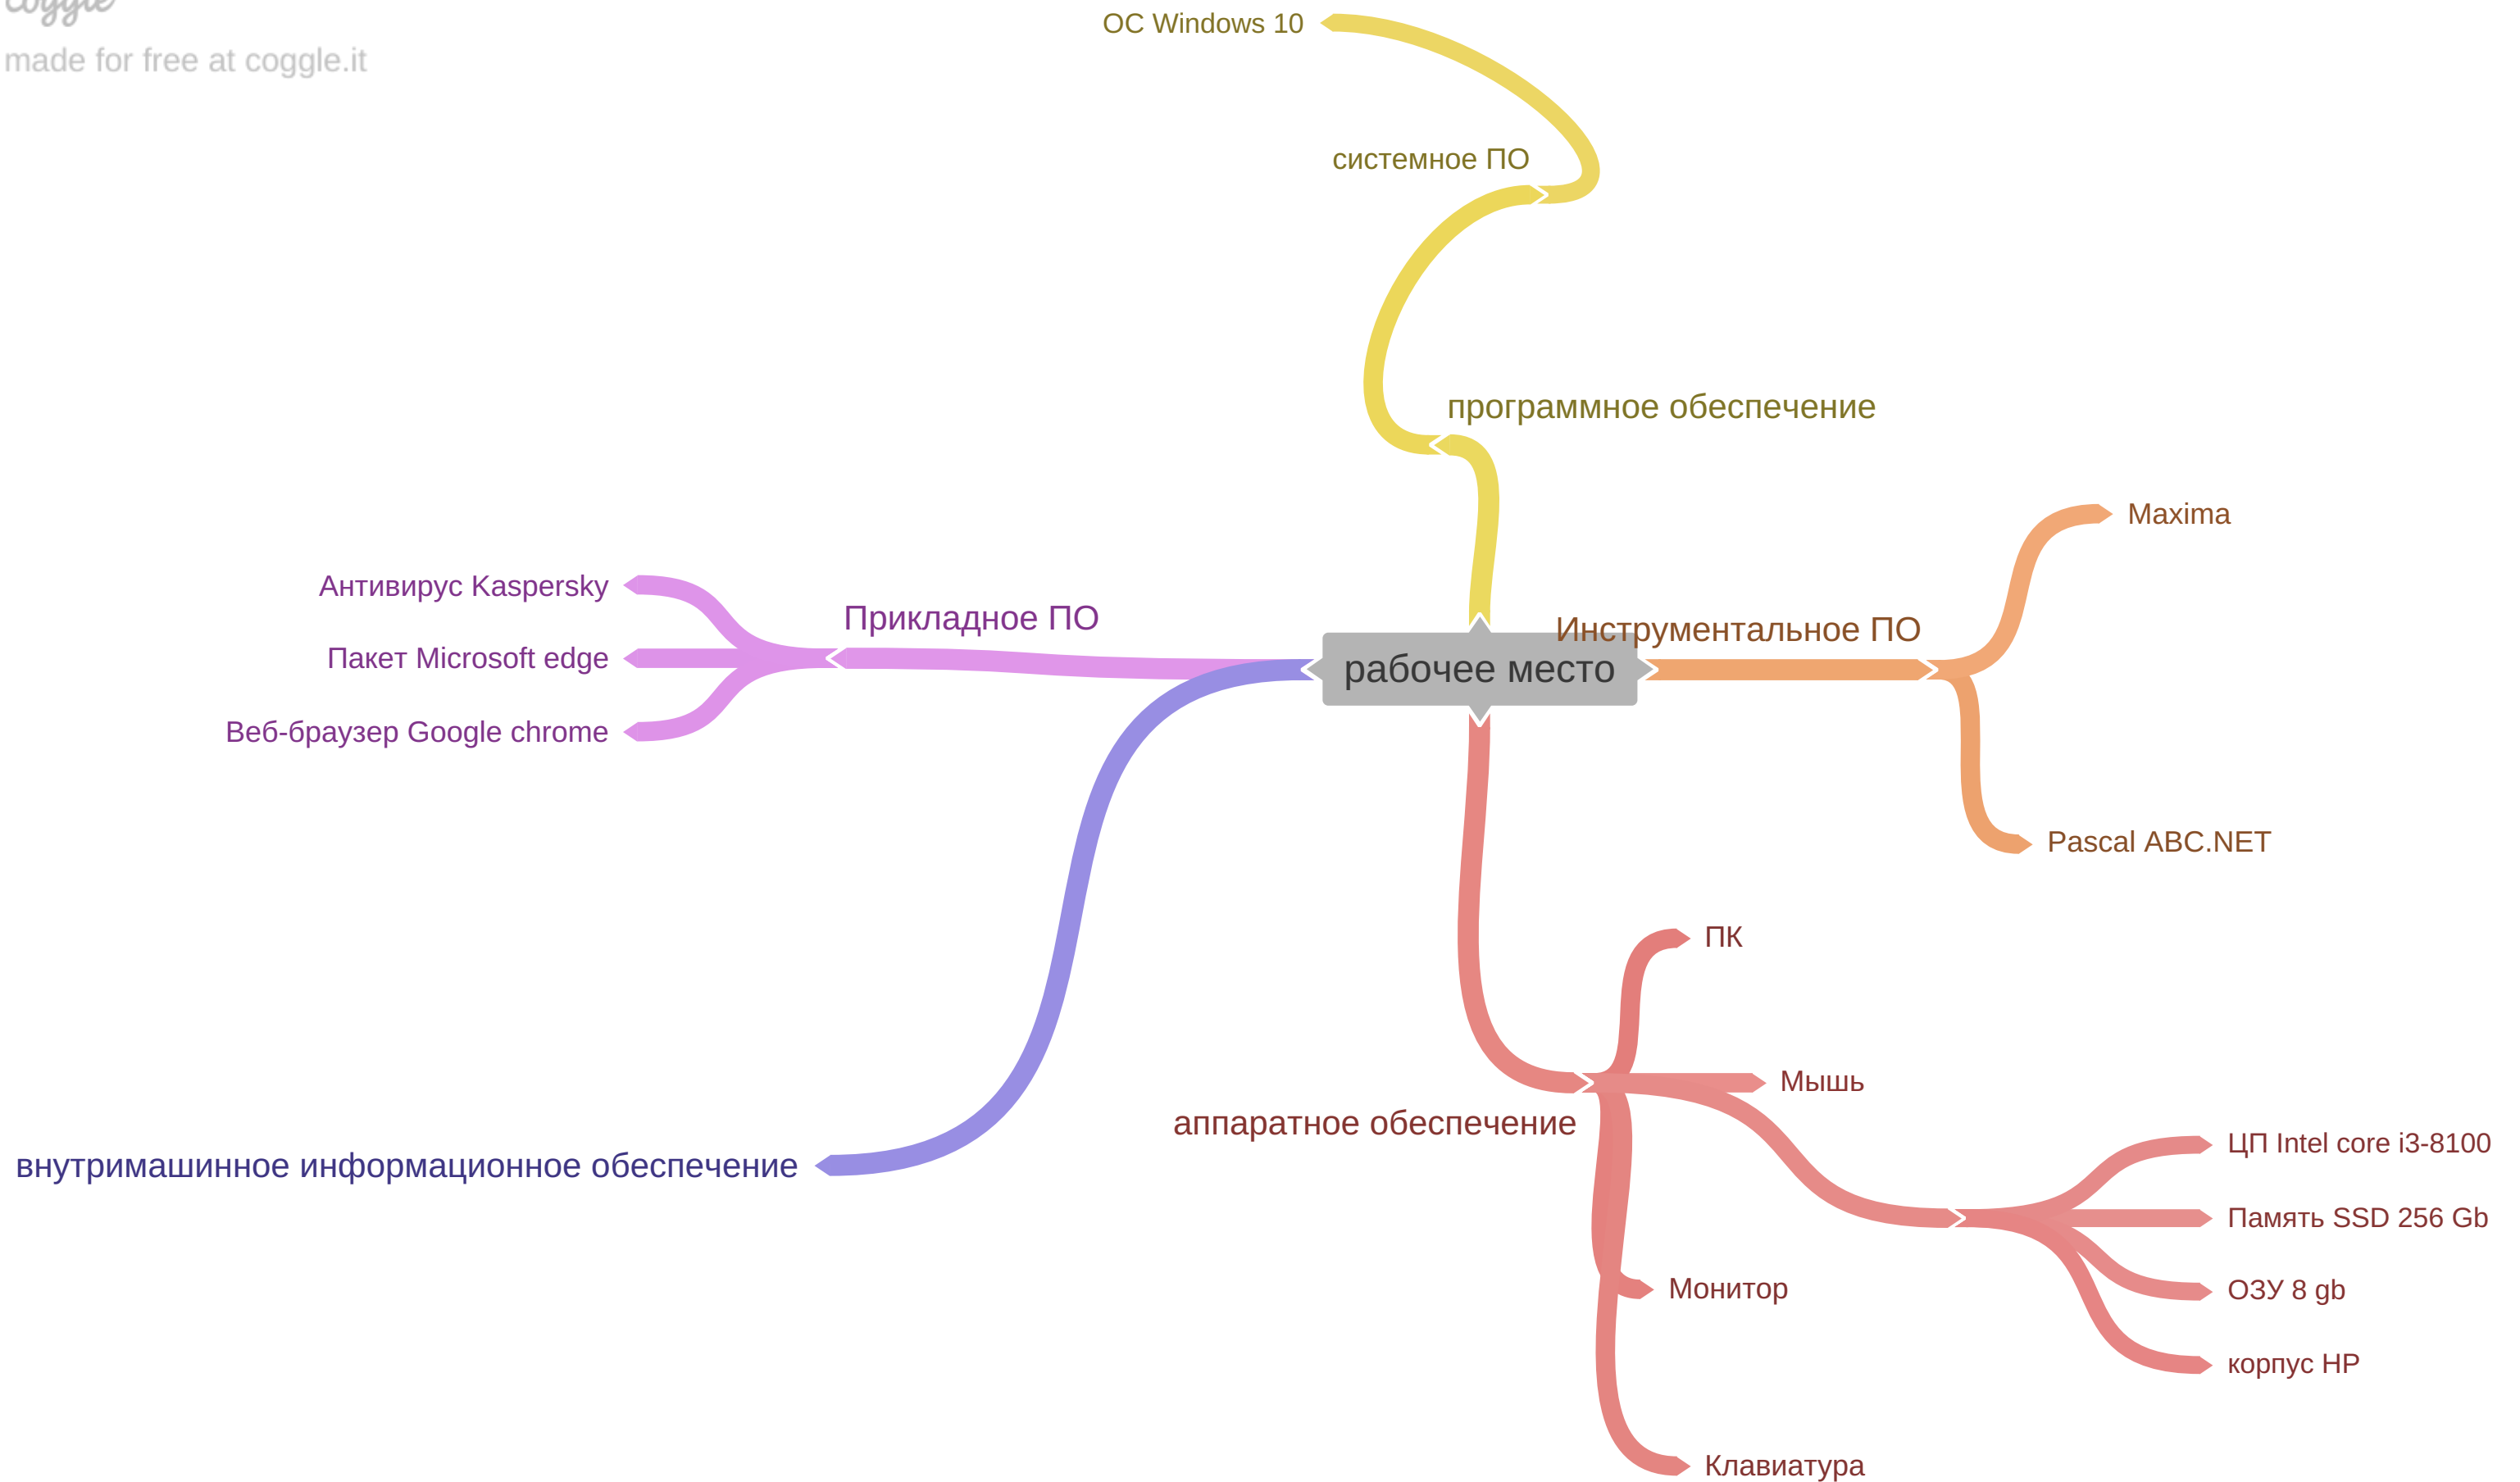 coggle
made for free at coggle.it
ОС Windows 10
системное ПО
программное обеспечение
Maxima
Антивирус Kaspersky
Прикладное ПО
Инструментальное ПО
Пакет Microsoft edge
рабочее место
Веб-браузер Google chrome
Pascal ABC.NET
ПК
Мышь
аппаратное обеспечение
ЦП Intel core i3-8100
внутримашинное информационное обеспечение
Память SSD 256 Gb
Монитор
ОЗУ 8 gb
корпус HP
Клавиатура